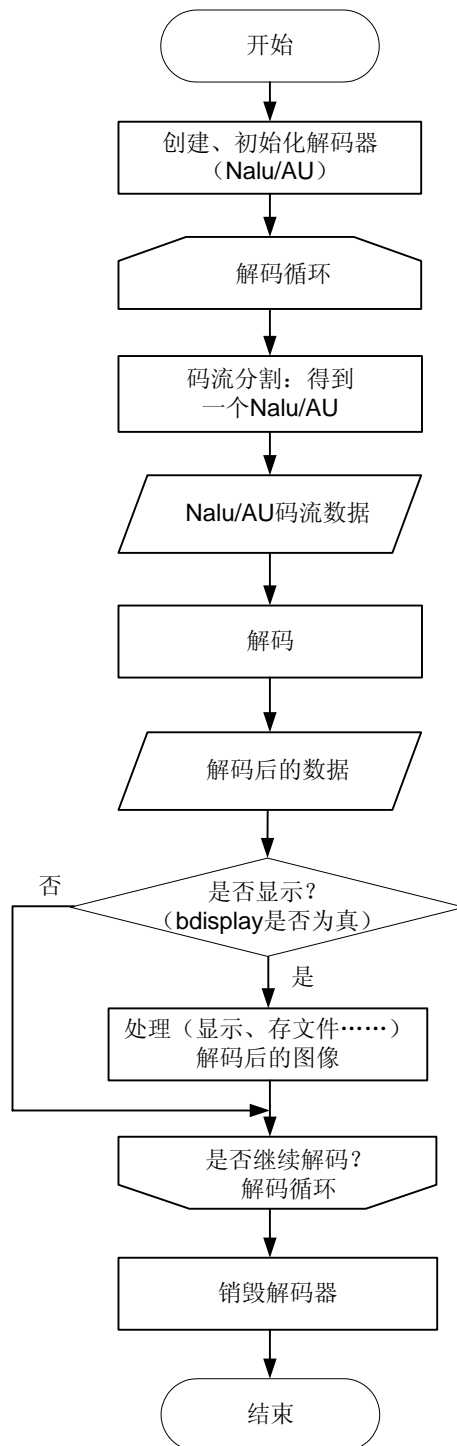 开始
创建、初始化解码器
（Nalu/AU）
解码循环
码流分割：得到
一个Nalu/AU
Nalu/AU码流数据
解码
解码后的数据
否
是否显示？
（bdisplay是否为真）
是
处理（显示、存文件……）
解码后的图像
是否继续解码？
解码循环
销毁解码器
结束